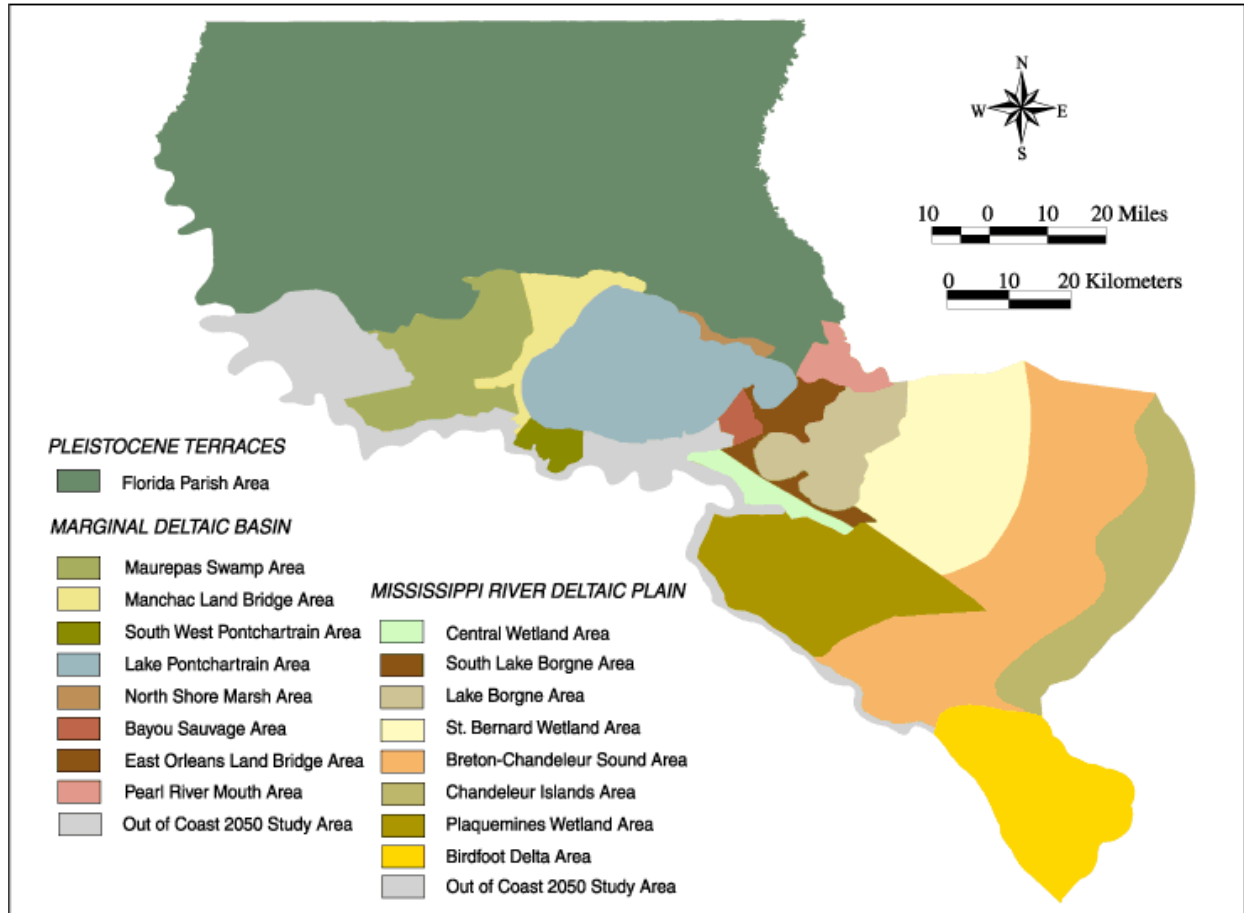 N
W E
S
10 0 10 20 Miles
0 10 20 Kilometers
PLEISTOCENE TERRACES
Florida Parish Area
MARGINAL DELTAIC BASIN
Maurepas Swamp Area
Manchac Land Bridge Area
South West Pontchartrain Area
Lake Pontchartrain Area
North Shore Marsh Area
Bayou Sauvage Area
East Orleans Land Bridge Area
Pearl River Mouth Area
Out of Coast 2050 Study Area
MISSISSIPPI RIVER DELTAIC PLAIN
Central Wetland Area
South Lake Borgne Area
Lake Borgne Area
St. Bernard Wetland Area
Breton-Chandeleur Sound Area
Chandeleur Islands Area
Plaquemines Wetland Area
Birdfoot Delta Area
Out of Coast 2050 Study Area